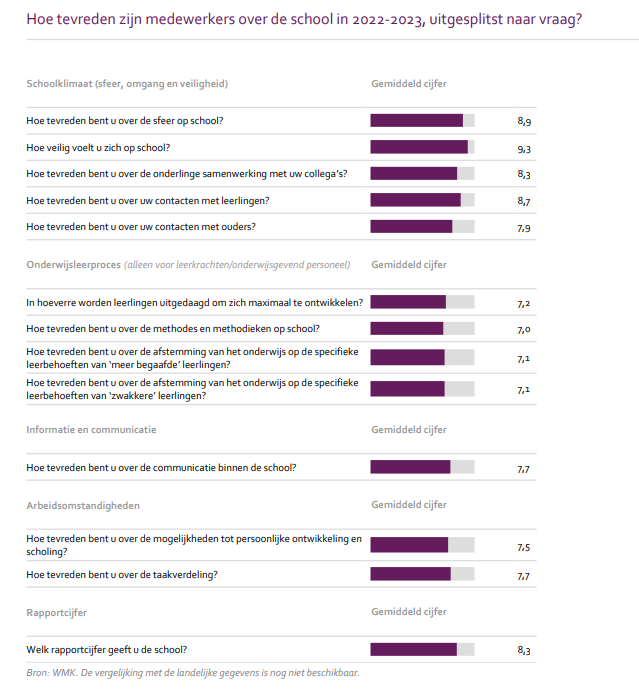 Hoe tevreden zijn medewerkers over de school in 2022-2023, uitgesplitst naar vraag?
Schoolklimaat (sfeer, omgang en veiligheid) Gemiddeld cijfer
Hoe tevreden bent u over de sfeer op school? 8,9
Hoe veilig voelt u zich op school? 9,3
Hoe tevreden bent u over de onderlinge samenwerking met uw collega's? 8,3
Hoe tevreden bent u over uw contacten met leerlingen? 8,7
Hoe tevreden bent u over uw contacten met ouders? 7,9
Onderwijsleerproces (alleen voor leerkrachten/onderwijsgevend personeel) Gemiddeld cijfer
In hoeverre worden leerlingen uitgedaagd om zich maximaal te ontwikkelen? 7,2
Hoe tevreden bent u over de methodes en methodieken op school? 7,0
Hoe tevreden bent u over de afstemming van het onderwijs op de specifieke
leerbehoeften van 'meer begaafde' leerlingen? 7,1
Hoe tevreden bent u over de afstemming van het onderwijs op de specifieke
leerbehoeften van 'zwakkere' leerlingen? 7,1
Informatie en communicatie Gemiddeld cijfer
Hoe tevreden bent u over de communicatie binnen de school? 7,7
Arbeidsomstandigheden Gemiddeld cijfer
Hoe tevreden bent u over de mogelijkheden tot persoonlijke ontwikkeling en
scholing? 7,5
Hoe tevreden bent u over de taakverdeling? 7,7
Rapportcijfer Gemiddeld cijfer
Welk rapportcijfer geeft u de school? 8,3
Bron: WMK. De vergelijking met de landelijke gegevens is nog niet beschikbaar.